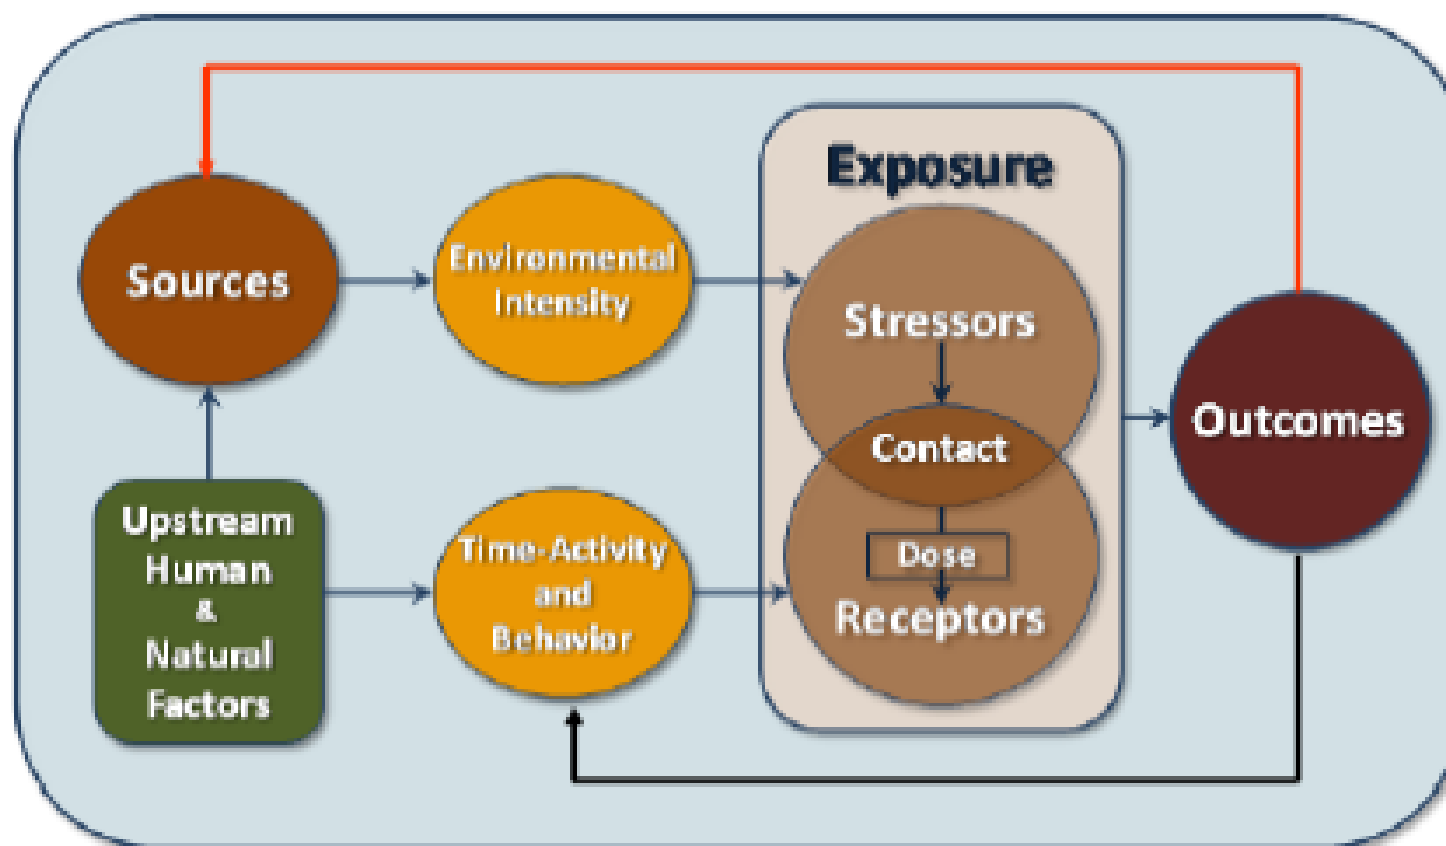 Exposure
Sources
Environmental
Intensity
Stressors
Contact
Outcomes
Upstream
Human
&
Natural
Factors
Time-Activity
and
Behavior
Dose
Receptors